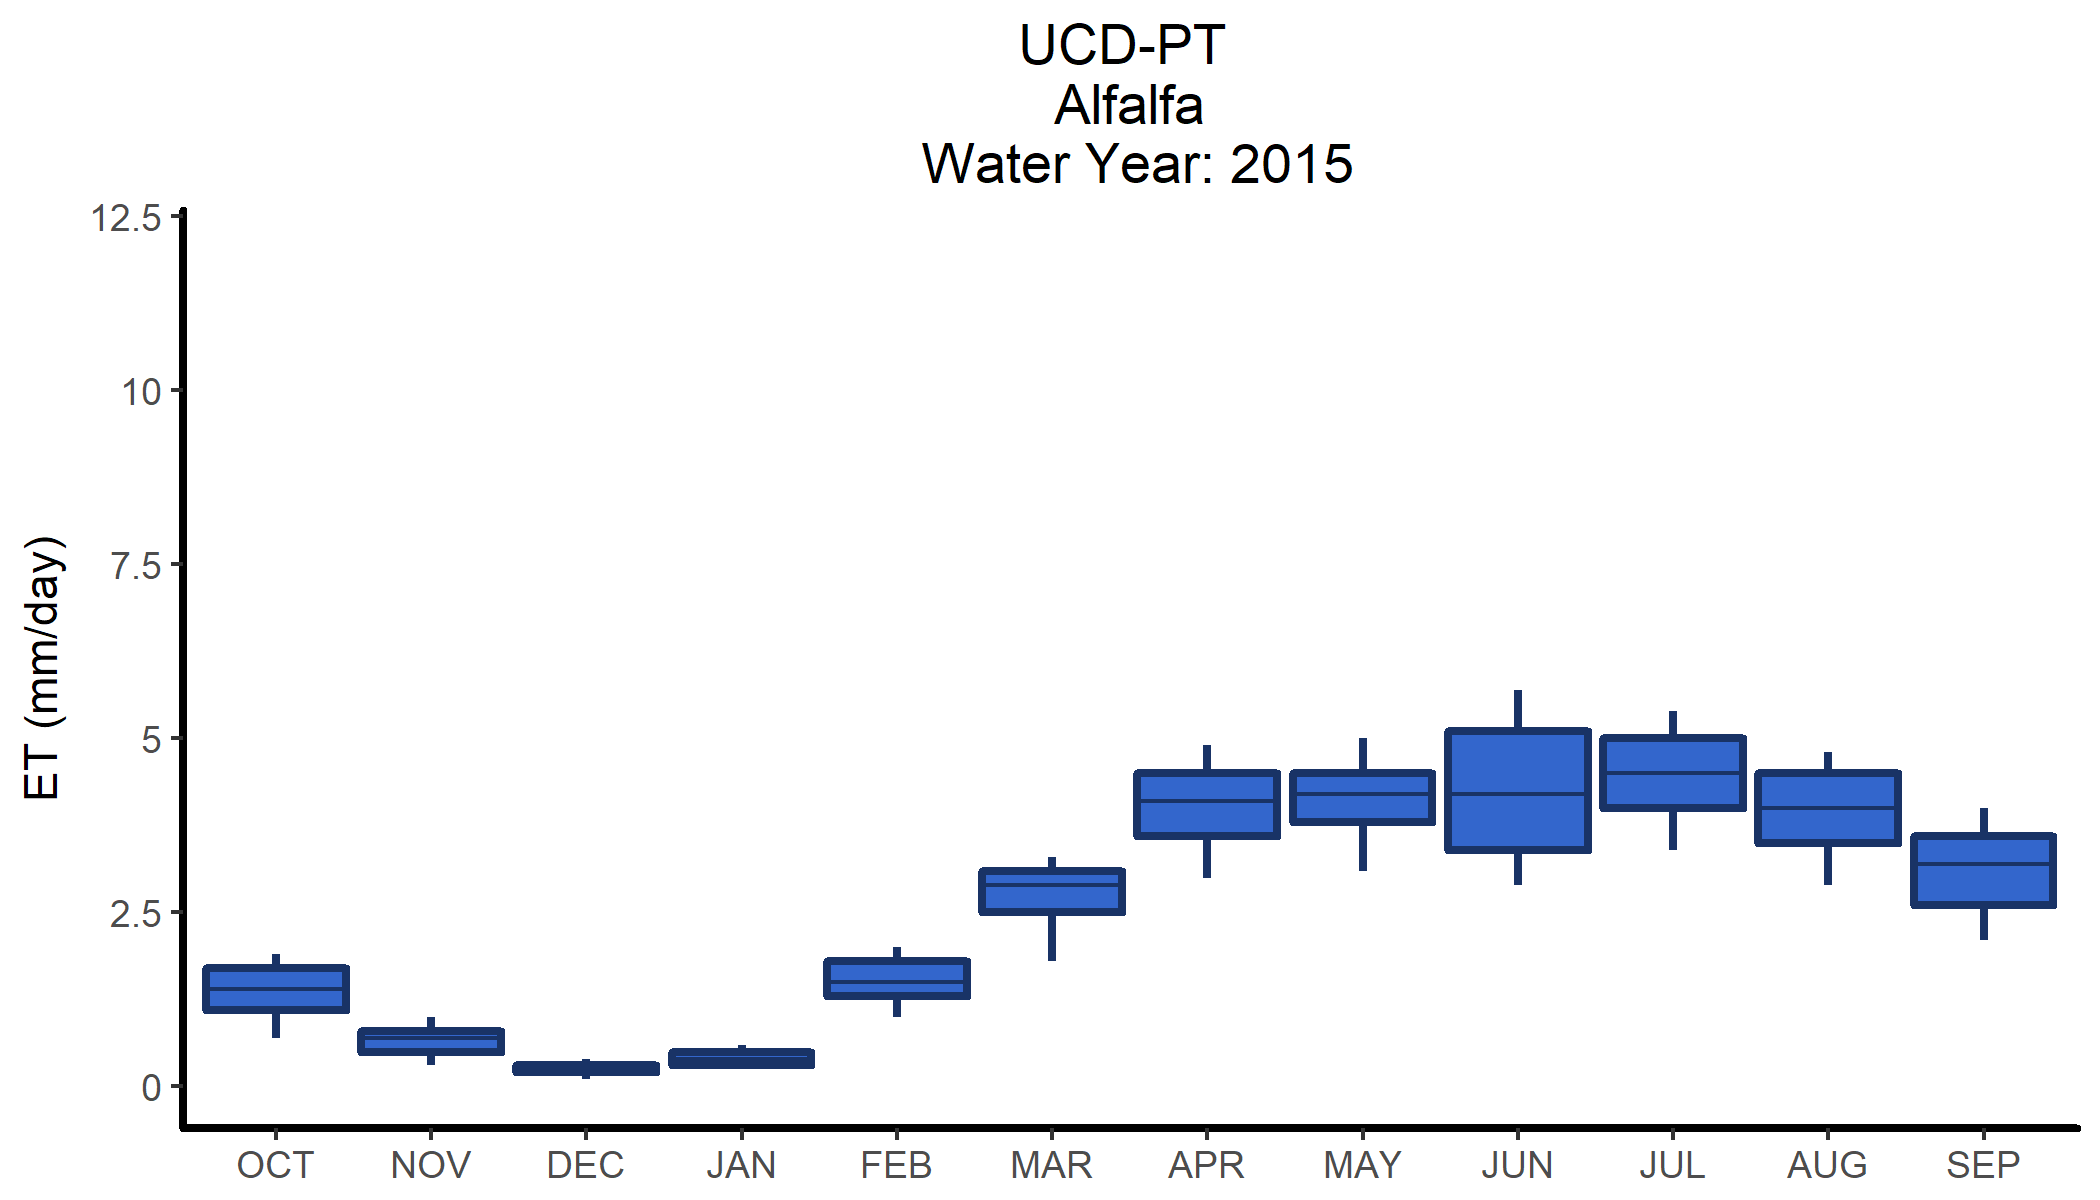 UCD-PT
Alfalfa
Water Year: 2015
12.5
10
7.5
5
2.5
0
ET (mm/day)
OCT NOV DEC JAN FEB MAR APR MAY JUN JUL AUG SEP